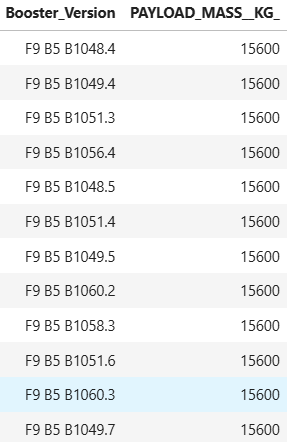 Booster_Version PAYLOAD_MASS__KG_
F9 B5 B1048.4 15600
F9 B5 B1049.4 15600
F9 B5 B1051.3 15600
F9 B5 B1056.4 15600
F9 B5 B1048.5 15600
F9 B5 B1051.4 15600
F9 B5 B1049.5 15600
F9 B5 B1060.2 15600
F9 B5 B1058.3 15600
F9 B5 B1051.6 15600
F9 B5 B1060.3 15600
F9 B5 B1049.7 15600